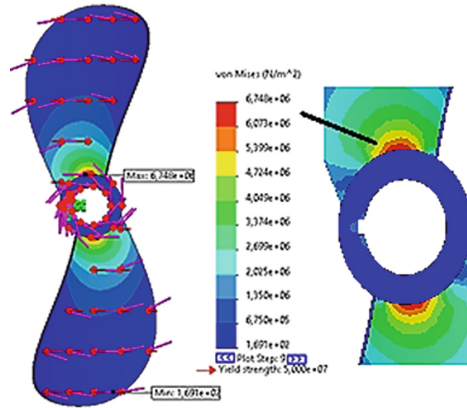 von Mises (N/m^2)
6,748e+06
6,073e+06
5,399e+06
4,724e+06
4,049e+06
3,374e+06
2,699e+06
2,025e+06
1,350e+06
6,750e+05
1,691e+02
Plot Step: 9
Yield strength: 5,000e+07
Max: 6,748e+06
Min: 1,691e+02